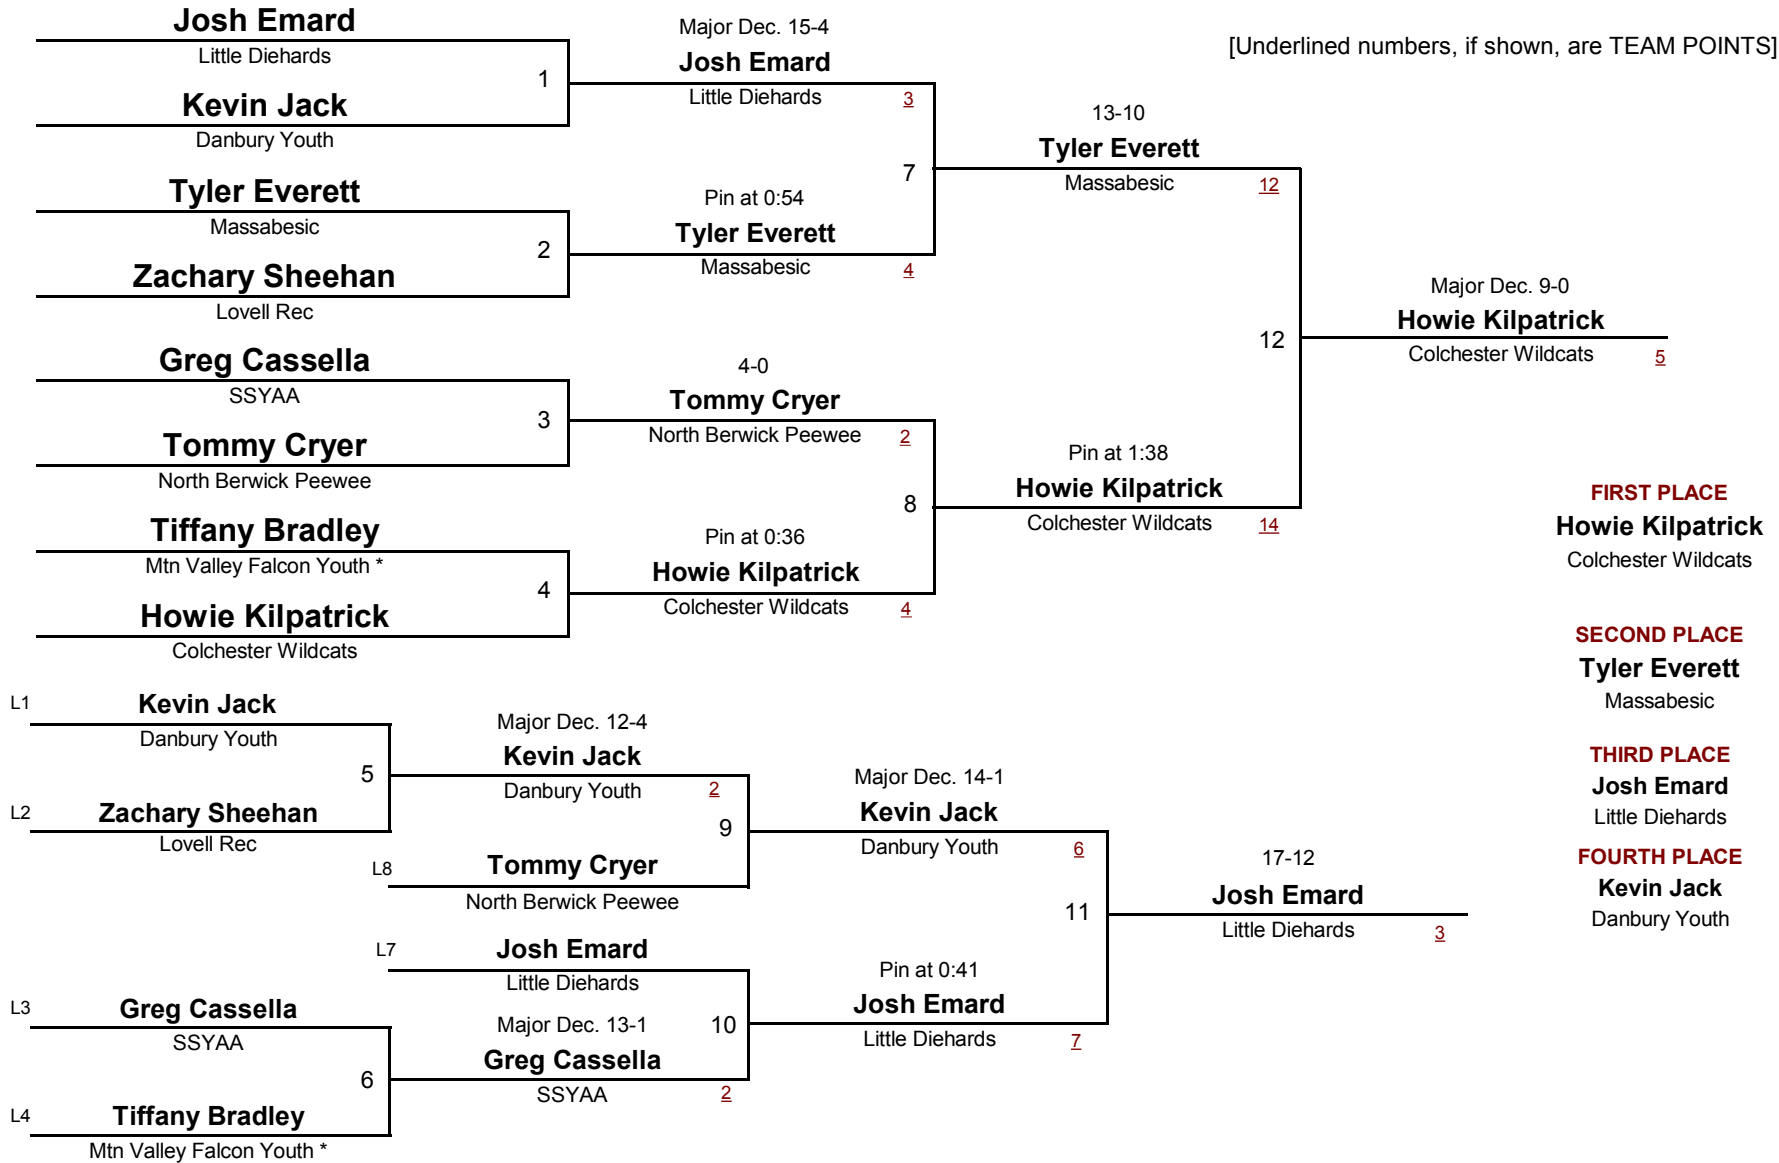 Josh Emard
Little Diehards
1
Kevin Jack
Danbury Youth
Tyler Everett
Massabesic
2
Zachary Sheehan
Lovell Rec
Greg Cassella
SSYAA
3
Tommy Cryer
North Berwick Peewee
Tiffany Bradley
Mtn Valley Falcon Youth *
4
Howie Kilpatrick
Colchester Wildcats
Major Dec. 15-4
Josh Emard
Little Diehards 3
7
Pin at 0:54
Tyler Everett
Massabesic 4
4-0
Tommy Cryer
North Berwick Peewee 2
8
Pin at 0:36
Howie Kilpatrick
Colchester Wildcats 4
[Underlined numbers, if shown, are TEAM POINTS]
13-10
Tyler Everett
Massabesic 12
12
Pin at 1:38
Howie Kilpatrick
Colchester Wildcats 14
Major Dec. 9-0
Howie Kilpatrick
Colchester Wildcats 5
FIRST PLACE
Howie Kilpatrick
Colchester Wildcats
SECOND PLACE
Tyler Everett
Massabesic
THIRD PLACE
Josh Emard
Little Diehards
FOURTH PLACE
Kevin Jack
Danbury Youth
L1 Kevin Jack
Danbury Youth
5
L2 Zachary Sheehan
Lovell Rec
L3 Greg Cassella
SSYAA
6
L4 Tiffany Bradley
Mtn Valley Falcon Youth *
Major Dec. 12-4
Kevin Jack
Danbury Youth 2
9
L8 Tommy Cryer
North Berwick Peewee
L7 Josh Emard
Little Diehards
Major Dec. 13-1 10
Greg Cassella
SSYAA 2
Major Dec. 14-1
Kevin Jack
Danbury Youth 6
11
Pin at 0:41
Josh Emard
Little Diehards 7
17-12
Josh Emard
Little Diehards 3